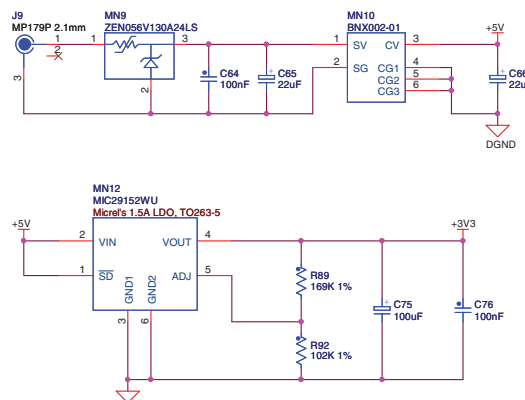 J9
MP179P 2.1mm
1
2
3
MN9
ZEN056V130A24LS
1
3
2
C64
100nF
C65
22uF
MN10
BNX002-01
1
SV
CV
3
2
SG
CG1
4
CG2
5
CG3
6
+5V
C66
DGND
MN12
MIC29152WU
Micrel's 1.5A LDO, TO263-5
+5V
2
VIN
VOUT
4
1
SD
ADJ
5
GND1
GND2
3
6
R89
169K 1%
R92
102K 1%
C75
100uF
+3V3
C76
100nF